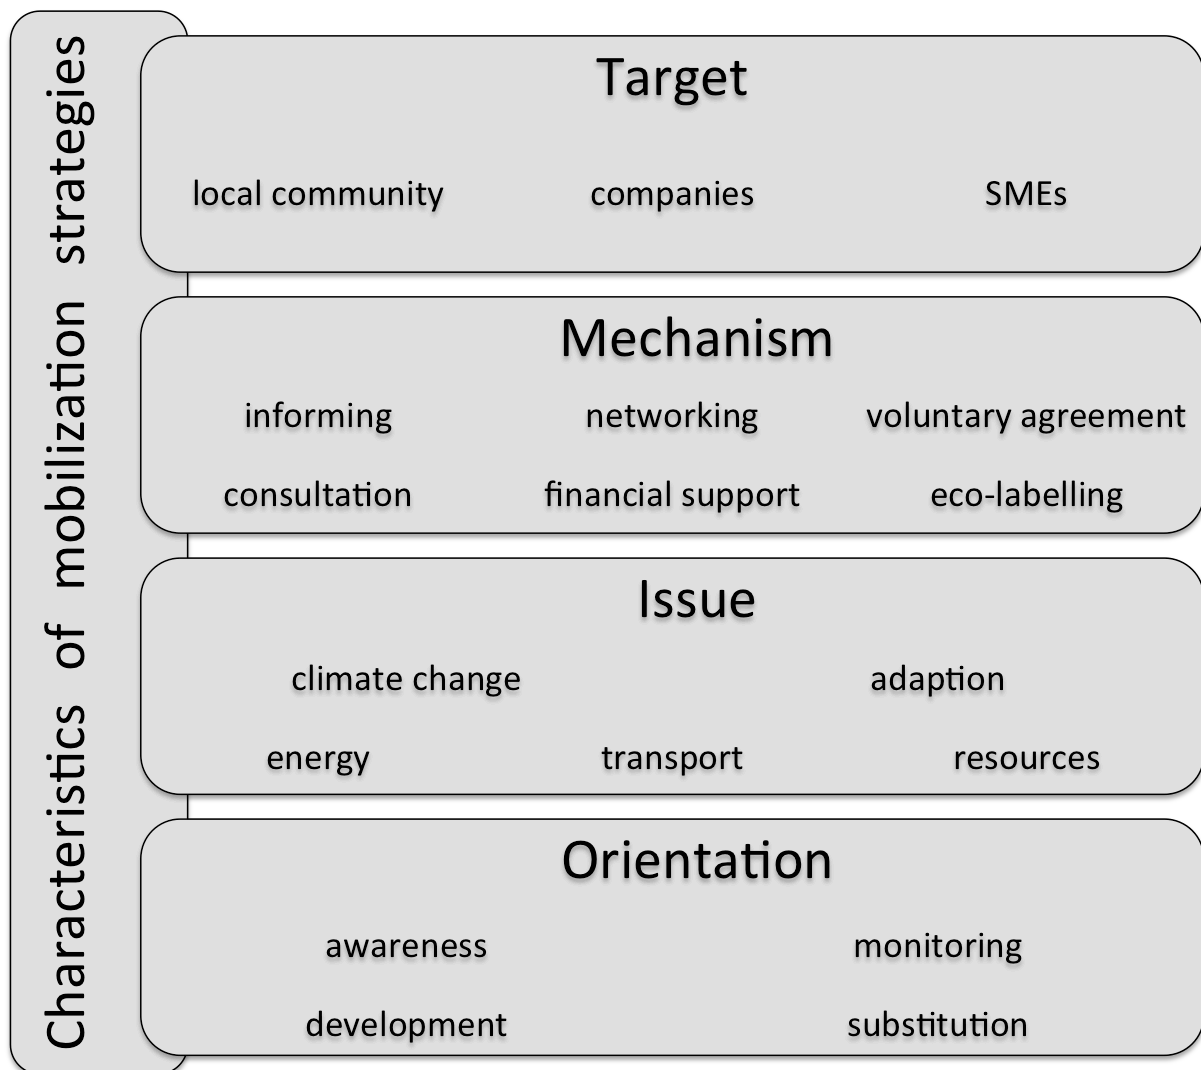 Characteristics of mobilization strategies
Target
local community companies SMEs
Mechanism
informing networking voluntary agreement
consultation financial support eco-labelling
Issue
climate change adaption
energy transport resources
Orientation
awareness monitoring
development substitution